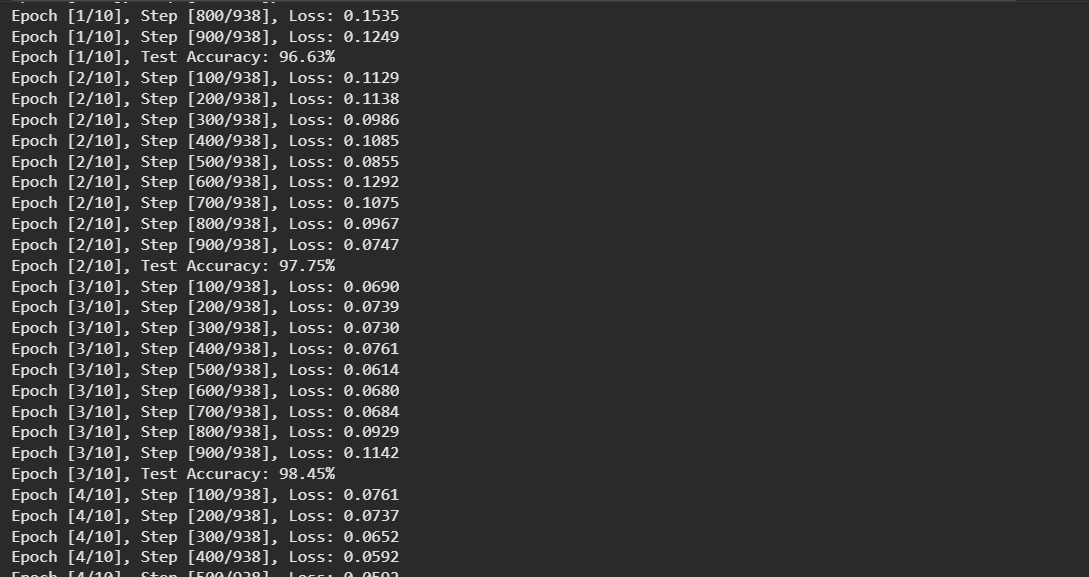 Epoch [1/10], Step [800/938], Loss: 0.1535
Epoch [1/10], Step [900/938], Loss: 0.1249
Epoch [1/10], Test Accuracy: 96.63%
Epoch [2/10], Step [100/938], Loss: 0.1129
Epoch [2/10], Step [200/938], Loss: 0.1138
Epoch [2/10], Step [300/938], Loss: 0.0986
Epoch [2/10], Step [400/938], Loss: 0.1085
Epoch [2/10], Step [500/938], Loss: 0.0855
Epoch [2/10], Step [600/938], Loss: 0.1292
Epoch [2/10], Step [700/938], Loss: 0.1075
Epoch [2/10], Step [800/938], Loss: 0.0967
Epoch [2/10], Step [900/938], Loss: 0.0747
Epoch [2/10], Test Accuracy: 97.75%
Epoch [3/10], Step [100/938], Loss: 0.0690
Epoch [3/10], Step [200/938], Loss: 0.0739
Epoch [3/10], Step [300/938], Loss: 0.0730
Epoch [3/10], Step [400/938], Loss: 0.0761
Epoch [3/10], Step [500/938], Loss: 0.0614
Epoch [3/10], Step [600/938], Loss: 0.0680
Epoch [3/10], Step [700/938], Loss: 0.0684
Epoch [3/10], Step [800/938], Loss: 0.0929
Epoch [3/10], Step [900/938], Loss: 0.1142
Epoch [3/10], Test Accuracy: 98.45%
Epoch [4/10], Step [100/938], Loss: 0.0761
Epoch [4/10], Step [200/938], Loss: 0.0737
Epoch [4/10], Step [300/938], Loss: 0.0652
Epoch [4/10], Step [400/938], Loss: 0.0592
Epoch [4/10], Step [500/938], Loss: